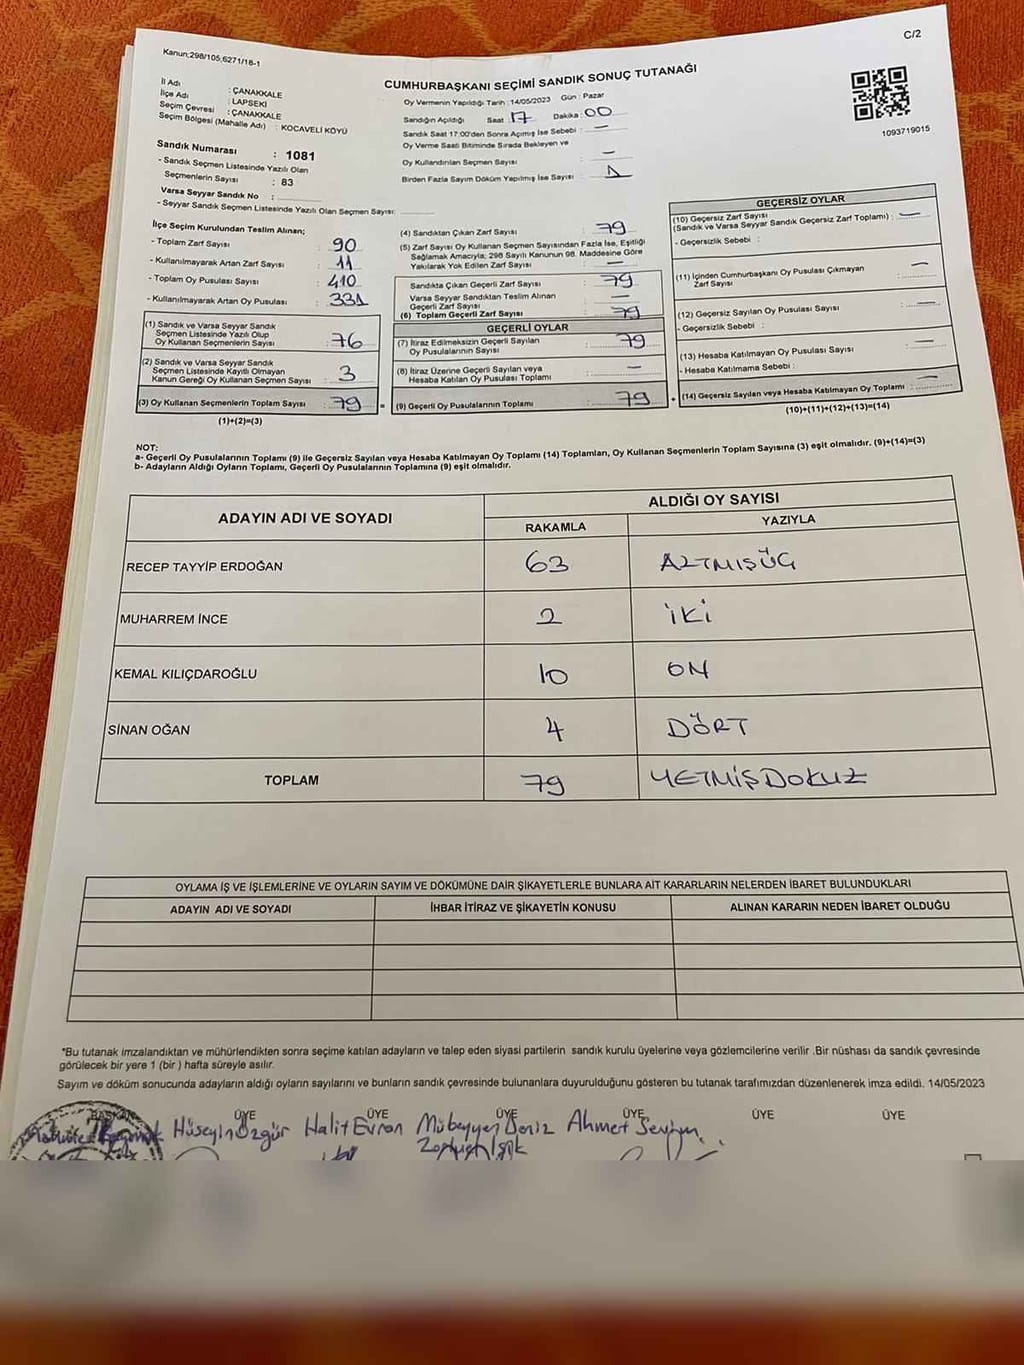 C/2
Kanun;298/105;6271/18-1
CUMHURBAŞKANI SEÇİMİ SANDIK SONUÇ TUTANAĞI
İl Adı : ÇANAKKALE
İlçe Adı : LAPSEKİ
Seçim Çevresi : ÇANAKKALE
Seçim Bölgesi (Mahalle Adı) : KOCAVELİ KÖYÜ
Sandık Numarası : 1081
- Sandık Seçmen Listesinde Yazılı Olan
Seçmenlerin Sayısı : 83
Varsa Seyyar Sandık No :
- Seyyar Sandık Seçmen Listesinde Yazılı Olan Seçmen Sayısı:
Oy Vermenin Yapıldığı Tarih : 14/05/2023 Gün : Pazar
Sandığın Açıldığı Saat 17 Dakika : 00
Sandık Saat 17:00'den Sonra Açımış İse Sebebi : —
Oy Verme Saati Bitiminde Sırada Bekleyen ve
Oy Kullandırılan Seçmen Sayısı —
Birden Fazla Sayım Döküm Yapılmış İse Sayısı :
1093719015
İlçe Seçim Kurulundan Teslim Alınan;
- Toplam Zarf Sayısı : 90
- Kullanılmayarak Artan Zarf Sayısı : 11
- Toplam Oy Pusulası Sayısı : 410
- Kullanılmayarak Artan Oy Pusulası : 331
(1) Sandık ve Varsa Seyyar Sandık
Seçmen Listesinde Yazılı Olup
Oy Kullanan Seçmenlerin Sayısı : 76
(2) Sandık ve Varsa Seyyar Sandık
Seçmen Listesinde Kayıtlı Olmayan
Kanun Gereği Oy Kullanan Seçmen Sayısı : 3
(3) Oy Kullanan Seçmenlerin Toplam Sayısı : 79
(1)+(2)=(3)
(4) Sandıktan Çıkan Zarf Sayısı : 79
(5) Zarf Sayısı Oy Kullanan Seçmen Sayısından Fazla İse, Eşitliği
Sağlamak Amacıyla; 298 Sayılı Kanunun 98. Maddesine Göre
Yakılarak Yok Edilen Zarf Sayısı : —
Sandıkta Çıkan Geçerli Zarf Sayısı : 79
Varsa Seyyar Sandıktan Teslim Alınan
Geçerli Zarf Sayısı : —
(6) Toplam Geçerli Zarf Sayısı : 79
GEÇERLİ OYLAR
(7) İtiraz Edilmeksizin Geçerli Sayılan
Oy Pusulalarının Sayısı : 79
(8) İtiraz Üzerine Geçerli Sayılan veya
Hesaba Katılan Oy Pusulası Toplamı : —
(9) Geçerli Oy Pusulalarının Toplamı : 79
GEÇERSİZ OYLAR
(10) Geçersiz Zarf Sayısı
(Sandık ve Varsa Seyyar Sandık Geçersiz Zarf Toplamı) : —
- Geçersizlik Sebebi :
(11) İçinden Cumhurbaşkanı Oy Pusulası Çıkmayan
Zarf Sayısı : —
(12) Geçersiz Sayılan Oy Pusulası Sayısı : —
- Geçersizlik Sebebi :
(13) Hesaba Katılmayan Oy Pusulası Sayısı : —
- Hesaba Katılmama Sebebi :
(14) Geçersiz Sayılan veya Hesaba Katılmayan Oy Toplamı : —
(10)+(11)+(12)+(13)=(14)
NOT:
a- Geçerli Oy Pusulalarının Toplamı (9) ile Geçersiz Sayılan veya Hesaba Katılmayan Oy Toplamı (14) Toplamları, Oy Kullanan Seçmenlerin Toplam Sayısına (3) eşit olmalıdır. (9)+(14)=(3)
b- Adayların Aldığı Oyların Toplamı, Geçerli Oy Pusulalarının Toplamına (9) eşit olmalıdır.
ADAYIN ADI VE SOYADI ALDIĞI OY SAYISI
RAKAMLA YAZIYLA
RECEP TAYYİP ERDOĞAN 63 ALTMIŞÜÇ
MUHARREM İNCE 2 İKİ
KEMAL KILIÇDAROĞLU 10 ON
SİNAN OĞAN 4 DÖRT
TOPLAM 79 YETMİŞDOKUZ
OYLAMA İŞ VE İŞLEMLERİNE VE OYLARIN SAYIM VE DÖKÜMÜNE DAİR ŞİKAYETLERLE BUNLARA AİT KARARLARIN NELERDEN İBARET BULUNDUKLARI
ADAYIN ADI VE SOYADI İHBAR İTİRAZ VE ŞİKAYETİN KONUSU ALINAN KARARIN NEDEN İBARET OLDUĞU
*Bu tutanak imzalandıktan ve mühürlendikten sonra seçime katılan adayların ve talep eden siyasi partilerin sandık kurulu üyelerine veya gözlemcilerine verilir .Bir nüshası da sandık çevresinde
görülecek bir yere 1 (bir ) hafta süreyle asılır.
Sayım ve döküm sonucunda adayların aldığı oyların sayılarını ve bunların sandık çevresinde bulunanlara duyurulduğunu gösteren bu tutanak tarafımızdan düzenlenerek imza edildi. 14/05/2023
BAŞKAN ÜYE ÜYE ÜYE ÜYE ÜYE ÜYE
Hüseyin Özgür Halit Evran Mübeyyen Deniz Ahmet
Işık